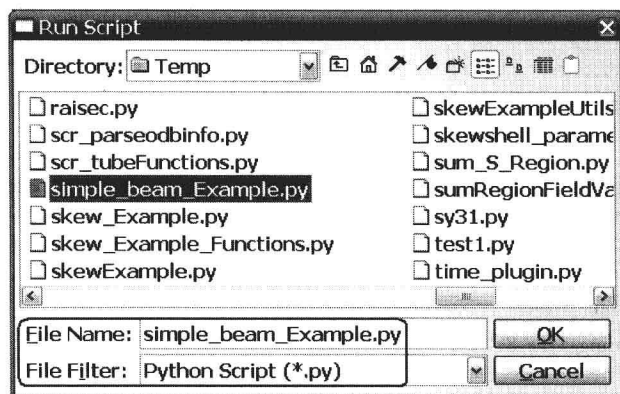 Run Script
Directory: Temp
raisec.py
scr_parseodbinfo.py
scr_tubeFunctions.py
simple_beam_Example.py
skew_Example.py
skew_Example_Functions.py
skewExample.py
skewExampleUtils
skewshell_parame
sum_S_Region.py
sumRegionFieldVa
sy31.py
test1.py
time_plugin.py
File Name: simple_beam_Example.py
OK
File Filter: Python Script (*.py)
Cancel